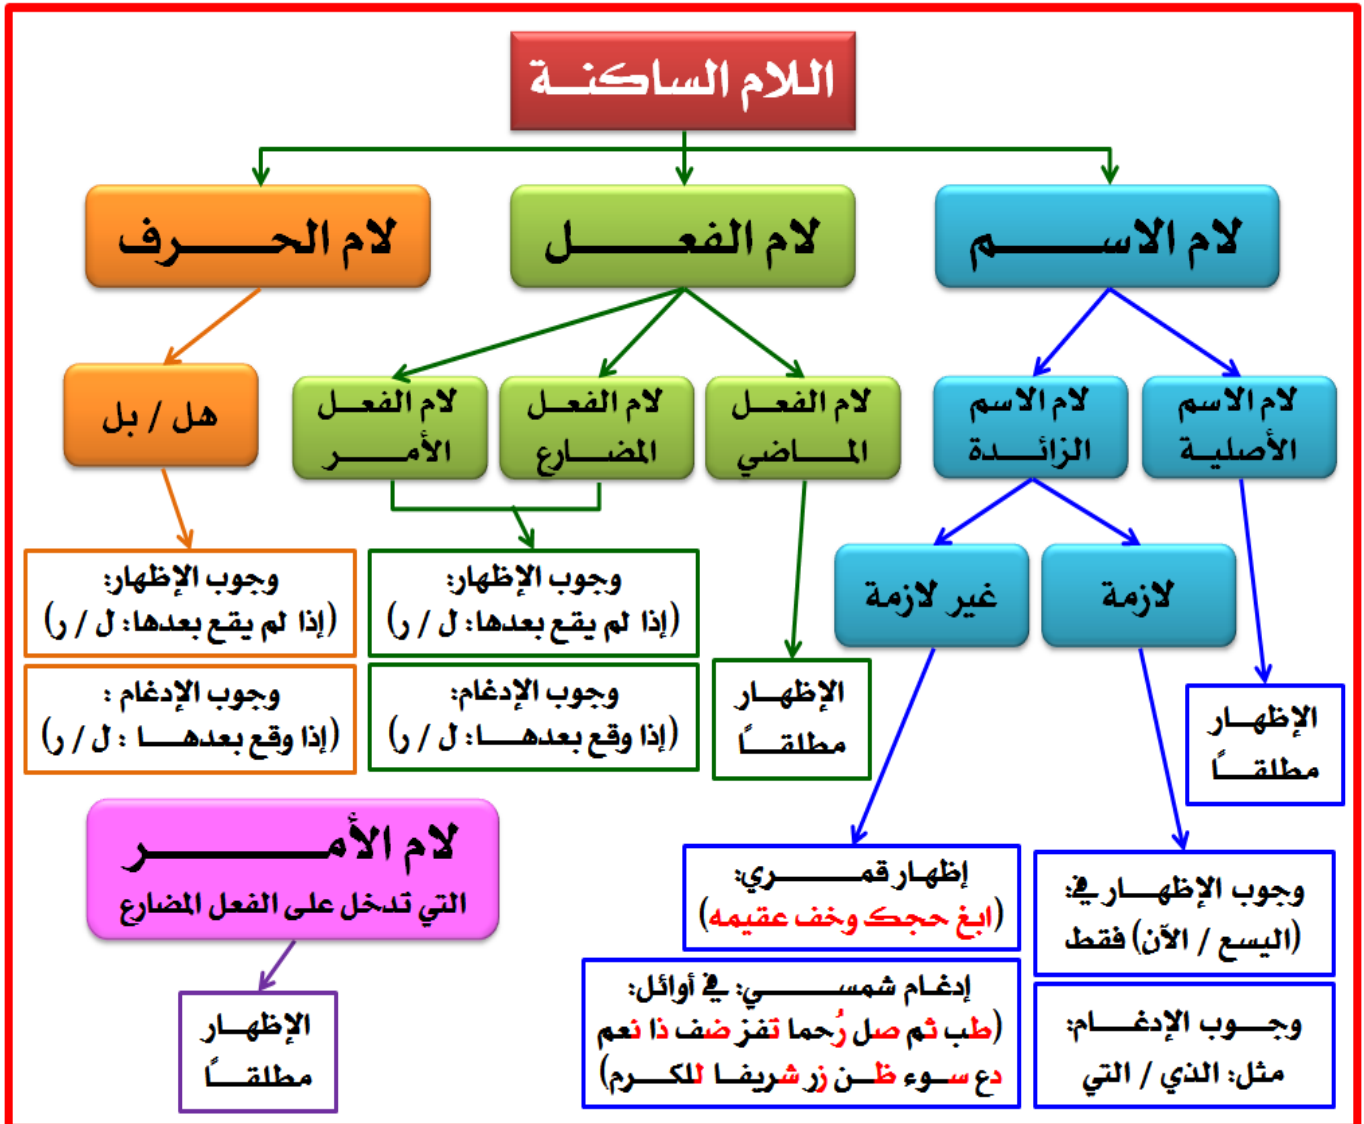 اللام الساكنة
لام الاسم
لام الفعل
لام الحرف
لام الاسم
الأصلية
لام الاسم
الزائدة
لام الفعل
الماضي
لام الفعل
المضارع
لام الفعل
الأمر
هل / بل
لازمة
غير لازمة
وجوب الإظهار:
(إذا لم يقع بعدها: ل / ر)
وجوب الإظهار:
(إذا لم يقع بعدها: ل / ر)
الإظهار
مطلقاً
الإظهار
مطلقاً
وجوب الإدغام:
(إذا وقع بعدها: ل / ر)
وجوب الإدغام :
(إذا وقع بعدها : ل / ر)
لام الأمر
التي تدخل على الفعل المضارع
وجوب الإظهار في:
(اليسع / الآن) فقط
إظهار قمري:
(ابغ حجك وخف عقيمه)
وجوب الإدغام:
مثل: الذي / التي
إدغام شمسي: في أوائل:
(طب ثم صل رُحما تفز ضف ذا نعم
دع سوء ظن زر شريفا للكرم)
الإظهار
مطلقاً